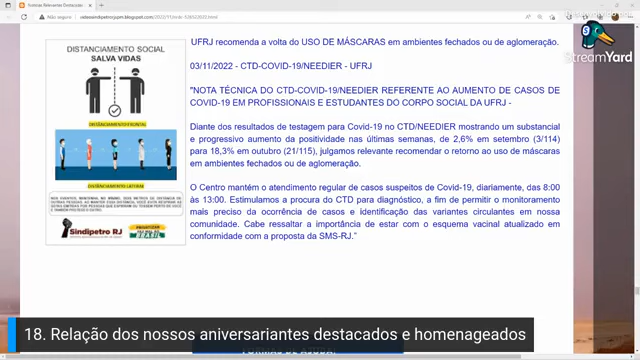 Notícias Relevantes Destacadas
videosindipetrorjupm.blogspot.com/2022/11/covid-1265112022.html
DISTANCIAMENTO SOCIAL
SALVA VIDAS
DISTANCIAMENTO FRONTAL
DISTANCIAMENTO LATERAL
Sindipetro RJ
UFRJ recomenda a volta do USO DE MÁSCARAS em ambientes fechados ou de aglomeração.
03/11/2022 - CTD-COVID-19/NEEDIER - UFRJ
"NOTA TÉCNICA DO CTD-COVID-19/NEEDIER REFERENTE AO AUMENTO DE CASOS
DE COVID-19 EM PROFISSIONAIS E ESTUDANTES DO CORPO SOCIAL DA UFRJ -
Diante dos resultados de testagem para Covid-19 no CTD/NEEDIER mostrando um substancial
e progressivo aumento da positividade nas últimas semanas, de 2,6% em setembro (3/114)
para 18,3% em outubro (21/115), julgamos relevante recomendar o retorno ao uso de máscaras
em ambientes fechados ou de aglomeração.
O Centro mantém o atendimento regular de casos suspeitos de Covid-19, diariamente, das 8:00
às 13:00. Estimulamos a procura do CTD para diagnóstico, a fim de permitir o monitoramento
mais preciso da ocorrência de casos e identificação das variantes circulantes em nossa
comunidade. Cabe ressaltar a importância de estar com o esquema vacinal atualizado em
conformidade com a proposta da SMS-RJ."
StreamYard
18. Relação dos nossos aniversariantes destacados e homenageados